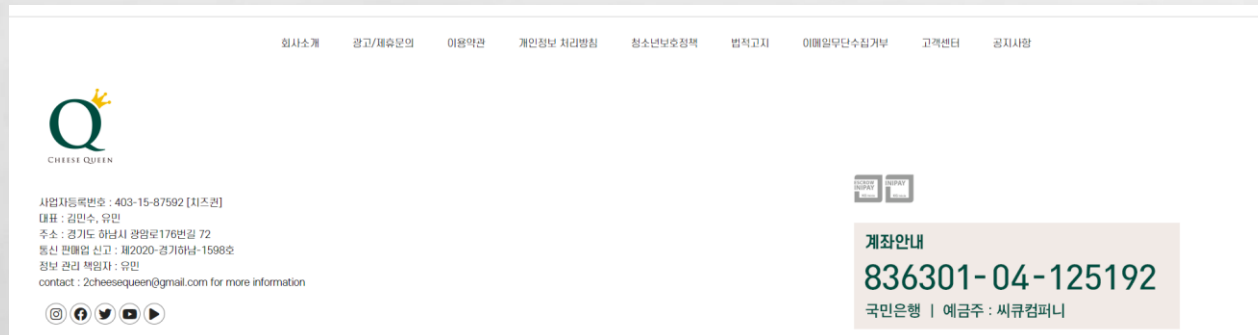 회사소개 광고/제휴문의 이용약관 개인정보 처리방침 청소년보호정책 법적고지 이메일무단수집거부 고객센터 공지사항
Q
CHEESE QUEEN
사업자등록번호 : 403-15-87592 [치즈퀸]
대표 : 김민수, 유민
주소 : 경기도 하남시 광암로176번길 72
통신 판매업 신고 : 제2020-경기하남-1598호
정보 관리 책임자 : 유민
contact : 2cheesequeen@gmail.com for more information
INIPAY INIPAY
계좌안내
836301-04-125192
국민은행 | 예금주 : 씨큐컴퍼니